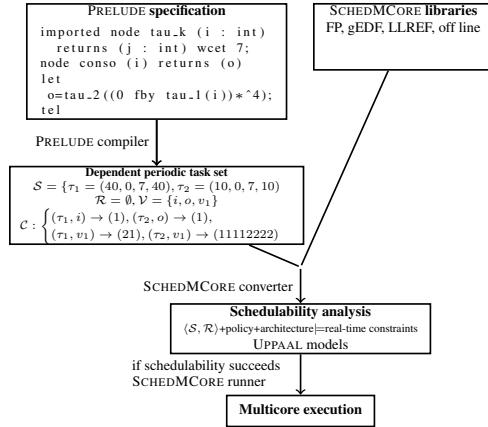 PRELUDE specification
imported node tau_k (i : int)
returns (j : int) wcet 7;
node conso (i) returns (o)
let
o=tau_2((0 fby tau_1(i))*^4);
tel
SCHEDMCORE libraries
FP, gEDF, LLREF, off line
PRELUDE compiler
Dependent periodic task set
S = {τ1 = (40, 0, 7, 40), τ2 = (10, 0, 7, 10)
R = ∅, V = {i, o, v1}
C : { (τ1, i) → (1), (τ2, o) → (1),
(τ1, v1) → (21), (τ2, v1) → (11112222)
SCHEDMCORE converter
Schedulability analysis
⟨S, R⟩+policy+architecture|=real-time constraints
UPPAAL models
if schedulability succeeds
SCHEDMCORE runner
Multicore execution